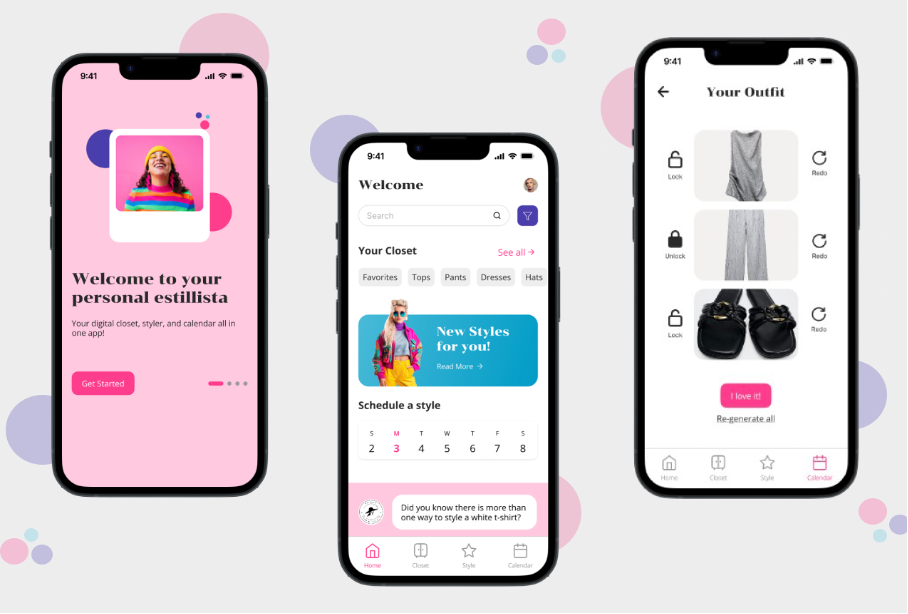 9:41
Welcome to your
personal estillista
Your digital closet, styler, and calendar all in
one app!
Get Started
9:41
Welcome
Search
Your Closet
See all →
Favorites Tops Pants Dresses Hats
New Styles
for you!
Read More →
Schedule a style
S M T W T F S
2 3 4 5 6 7 8
Did you know there is more than
one way to style a white t-shirt?
Home Closet Style Calendar
9:41
Your Outfit
Lock Redo
Unlock Redo
Lock Redo
I love it!
Re-generate all
Home Closet Style Calendar